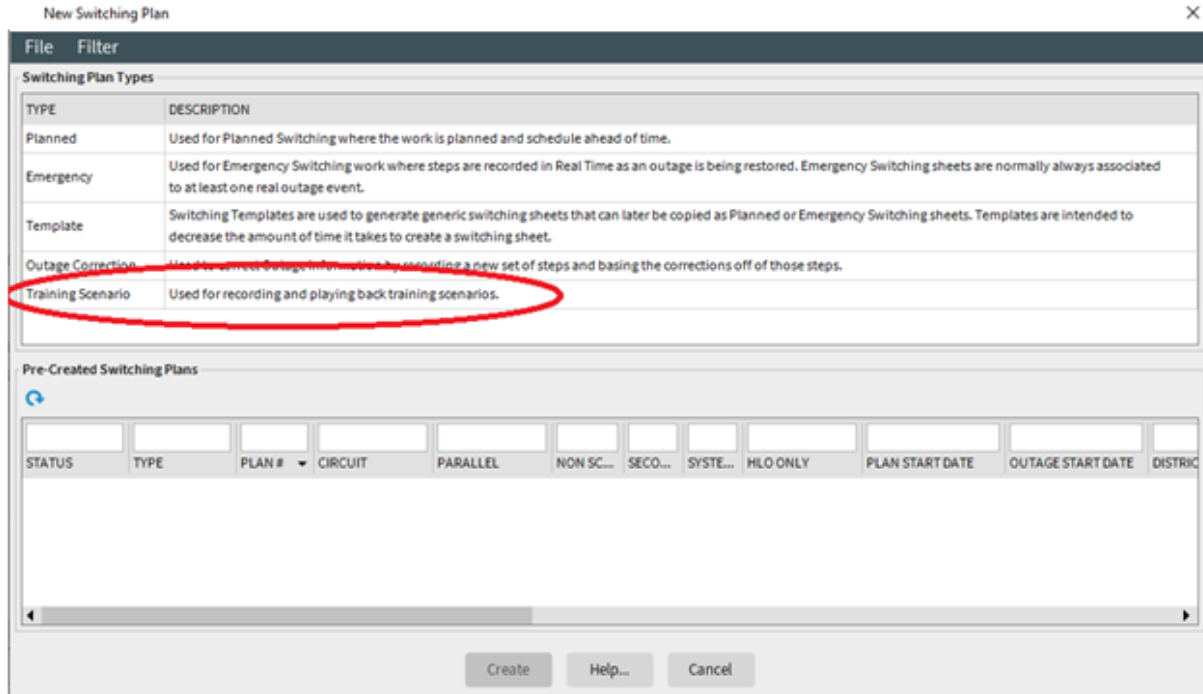 New Switching Plan
File Filter
Switching Plan Types
TYPE DESCRIPTION
Planned Used for Planned Switching where the work is planned and schedule ahead of time.
Emergency Used for Emergency Switching work where steps are recorded in Real Time as an outage is being restored. Emergency Switching sheets are normally always associated
to at least one real outage event.
Template Switching Templates are used to generate generic switching sheets that can later be copied as Planned or Emergency Switching sheets. Templates are intended to
decrease the amount of time it takes to create a switching sheet.
Outage Correction Used to correct Outage information by recording a new set of steps and basing the corrections off of those steps.
Training Scenario Used for recording and playing back training scenarios.
Pre-Created Switching Plans
STATUS TYPE PLAN # CIRCUIT PARALLEL NON SC... SECO... SYSTE... HLO ONLY PLAN START DATE OUTAGE START DATE DISTRIC
Create Help... Cancel